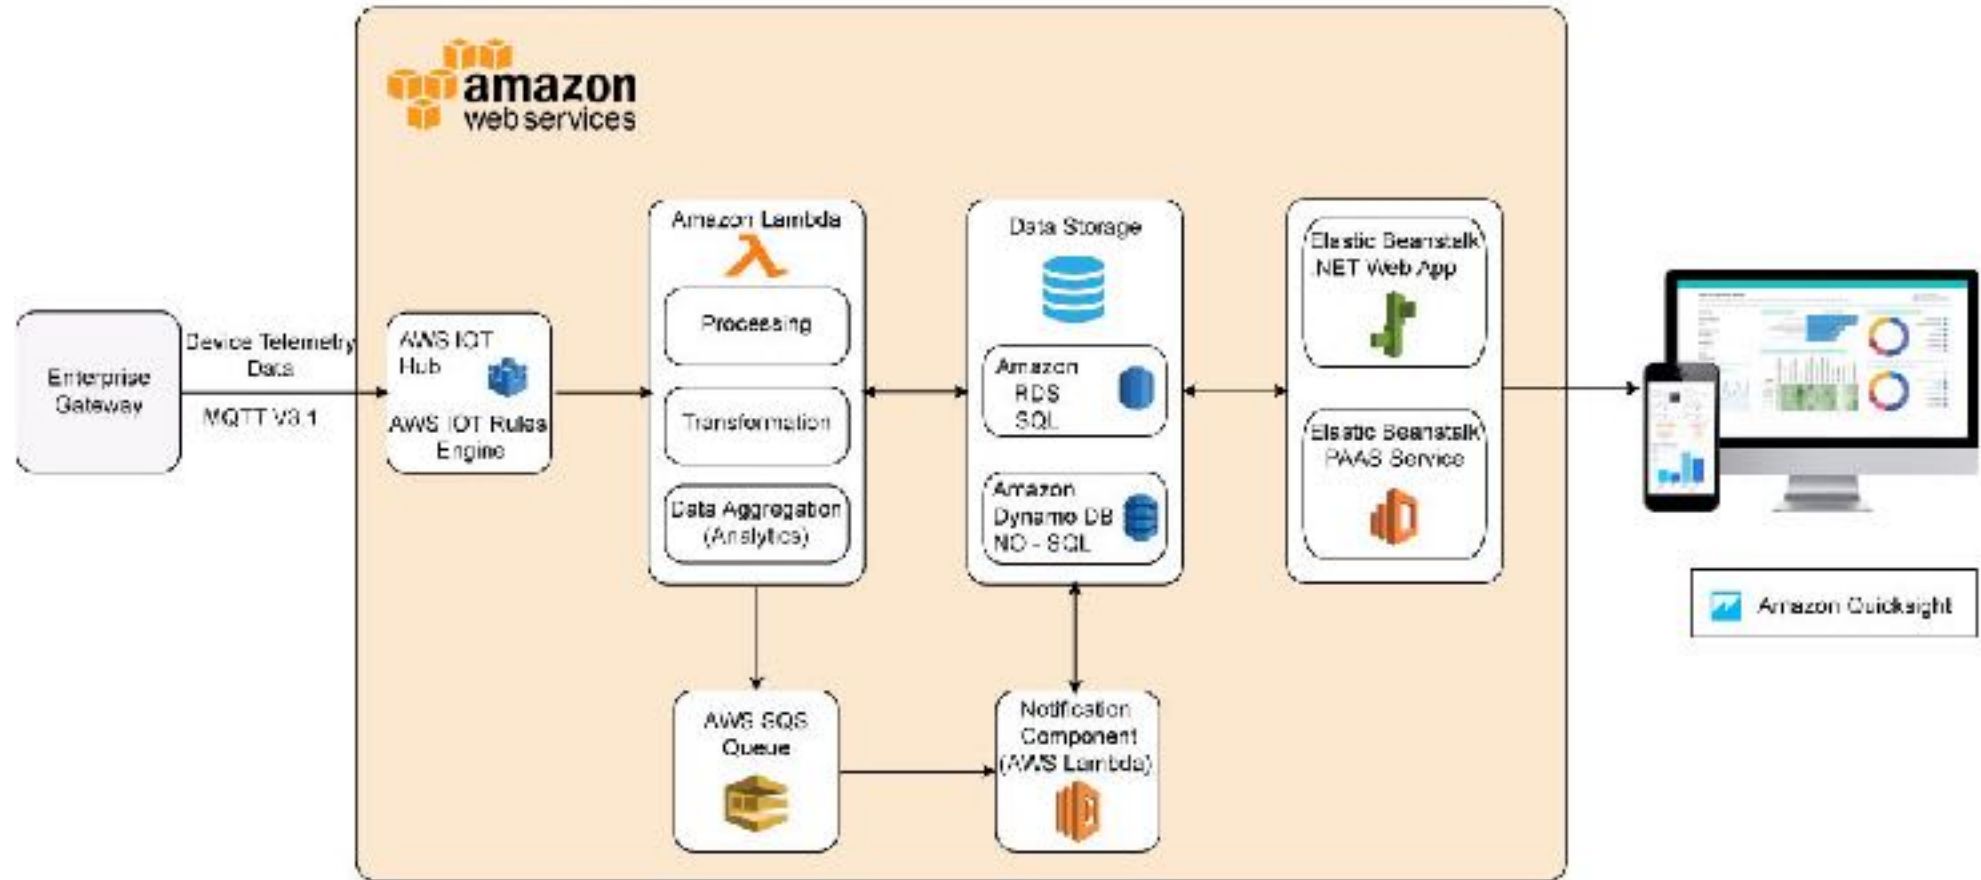 amazon
web services
Enterprise
Gateway
Device Telemetry
Data
MQTT V3.1
AWS IOT
Hub
AWS IOT Rules
Engine
Amazon Lambda
Processing
Transformation
Data Aggregation
(Analytics)
Data Storage
Amazon
RDS
SQL
Amazon
Dynamo DB
NO - SQL
Elastic Beanstalk
.NET Web App
Elsatic Beanstalk
PAAS Service
AWS SQS
Queue
Notification
Component
(AWS Lambda)
Amazon Quicksight